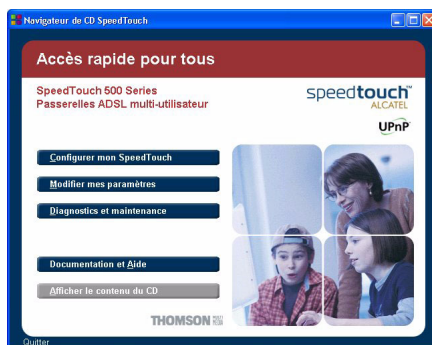 Navigateur de CD SpeedTouch
Accès rapide pour tous
SpeedTouch 500 Series
Passerelles ADSL multi-utilisateur
speedtouch™
ALCATEL
UPnP
Configurer mon SpeedTouch
Modifier mes paramètres
Diagnostics et maintenance
Documentation et Aide
Afficher le contenu du CD
THOMSON
Quitter